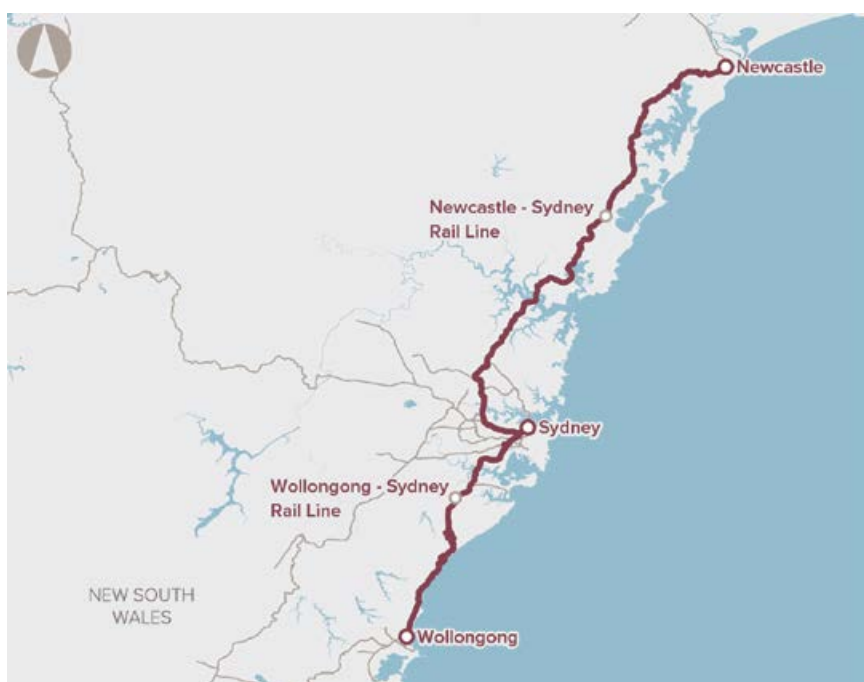 Newcastle
Newcastle - Sydney
Rail Line
Sydney
Wollongong - Sydney
Rail Line
NEW SOUTH
WALES
Wollongong